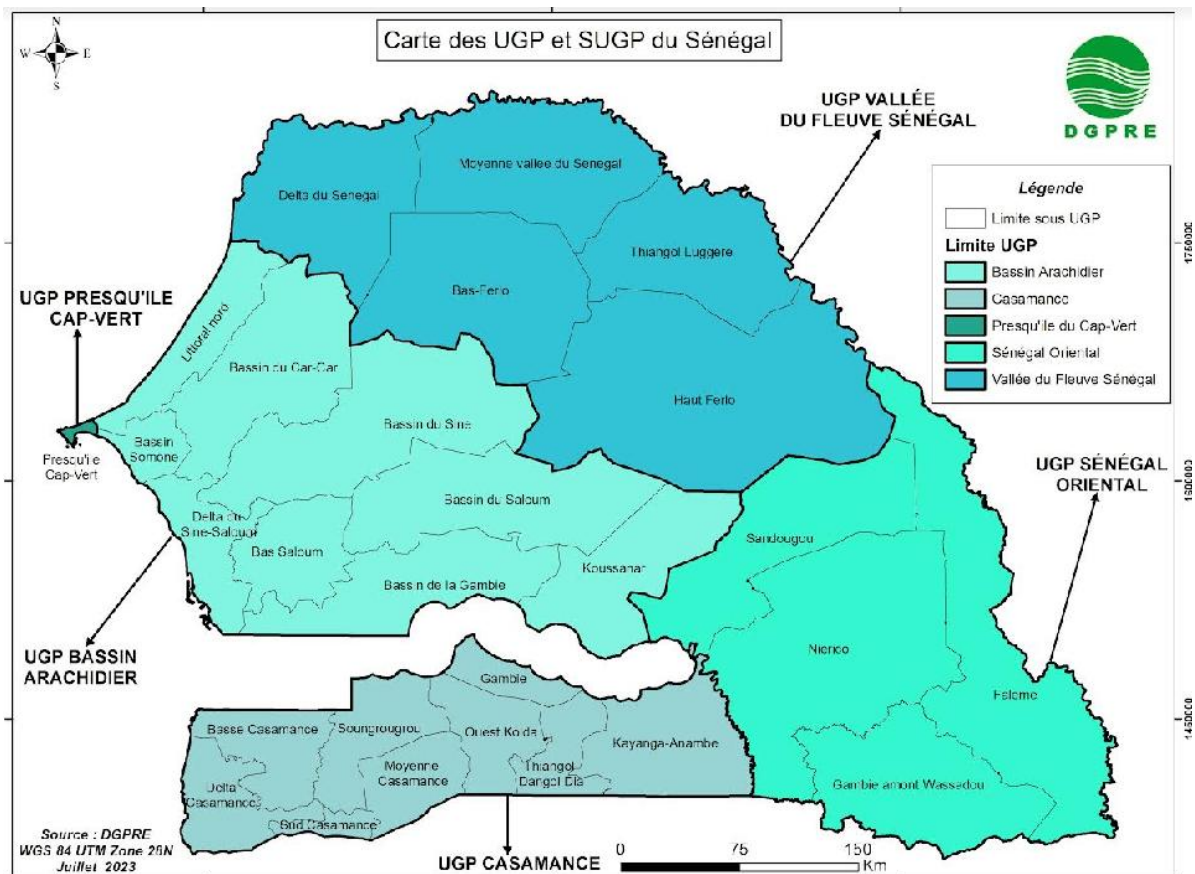 N
W E
S
Carte des UGP et SUGP du Sénégal
DGPRE
UGP VALLÉE
DU FLEUVE SÉNÉGAL
Légende
Limite sous UGP
Limite UGP
Bassin Arachidier
Casamance
Presqu'ile du Cap-Vert
Sénégal Oriental
Vallée du Fleuve Sénégal
1750000
1600000
1450000
Moyenne vallee du Senegal
Delta du Senegal
Thiangol Luggere
Bas-Ferlo
Haut Ferlo
UGP PRESQU'ILE
CAP-VERT
Littoral nord
Bassin du Car-Car
Bassin du Sine
Bassin
Somone
Presqu'ile
Cap-Vert
UGP SÉNÉGAL
ORIENTAL
Bassin du Saloum
Delta du
Sine-Saloum
Bas Saloum
Sandougou
Koussanar
Bassin de la Gambie
UGP BASSIN
ARACHIDIER
Nieriko
Faleme
Gambie
Basse Casamance
Soungrougrou
Ouest Kolda
Kayanga-Anambe
Moyenne
Casamance
Thiangol
Dangol Dia
Delta
Casamance
Gambie amont Wassadou
Sud Casamance
Source : DGPRE
WGS 84 UTM Zone 28N
Juillet 2023
UGP CASAMANCE
0 75 150
Km